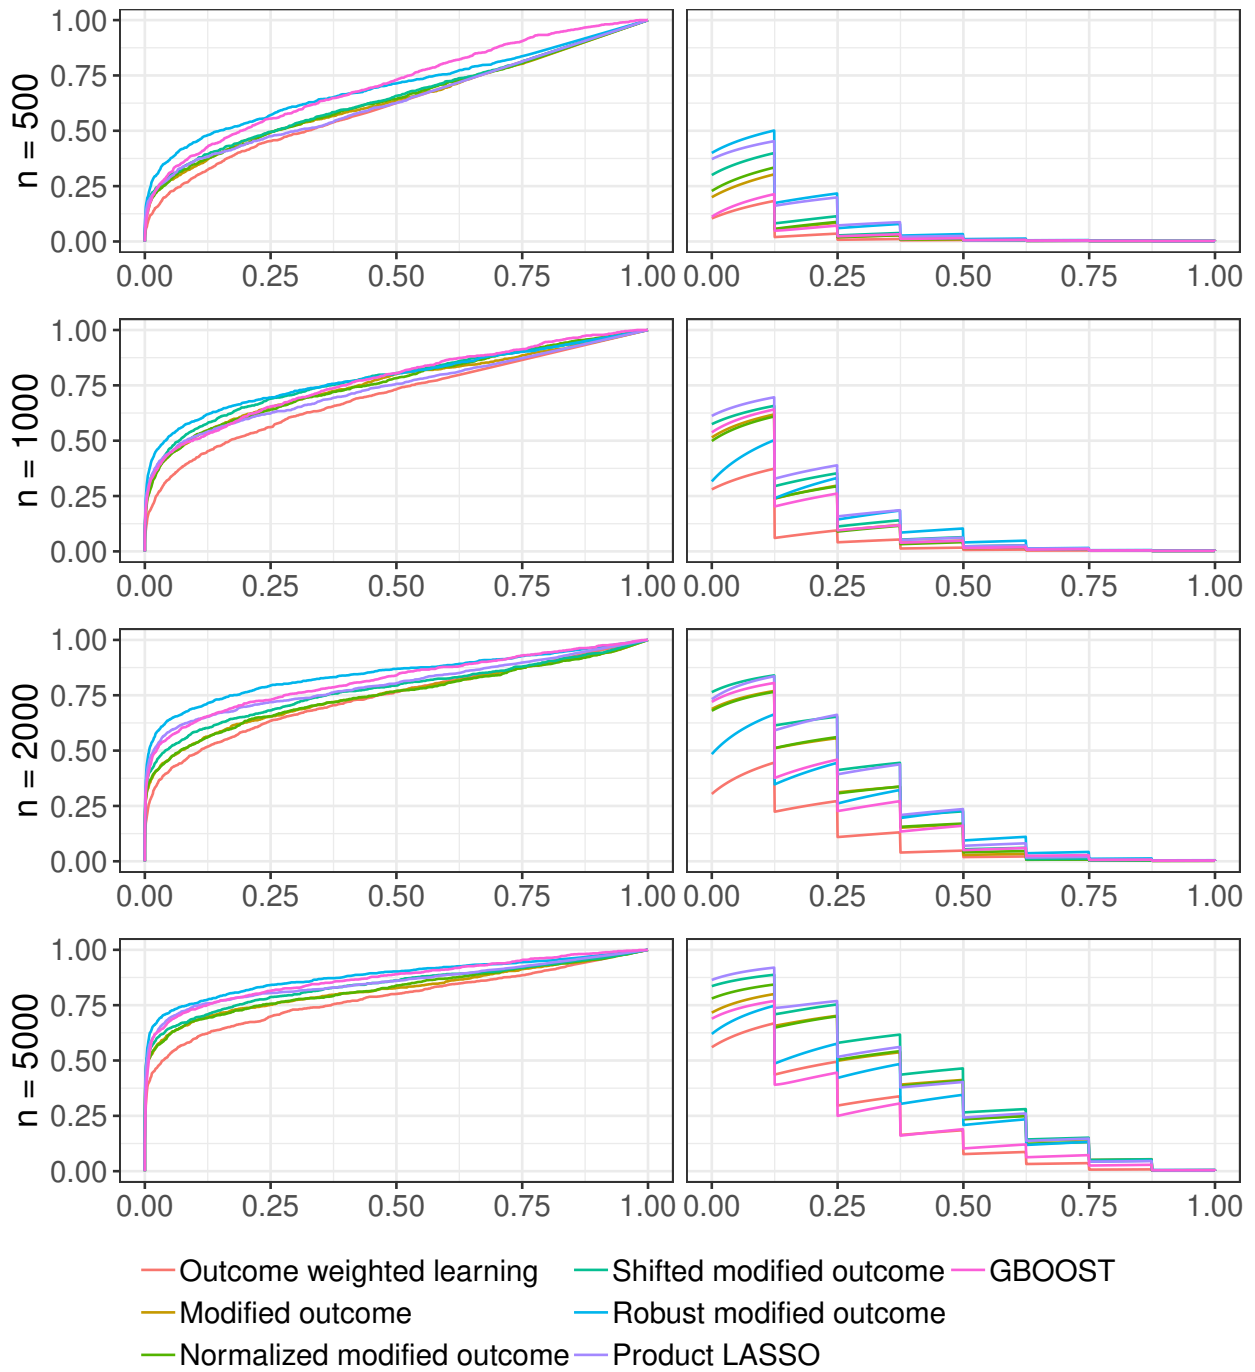 1.00
0.75
0.50
0.25
0.00
n = 500
0.00 0.25 0.50 0.75 1.00 0.00 0.25 0.50 0.75 1.00
1.00
0.75
0.50
0.25
0.00
n = 1000
0.00 0.25 0.50 0.75 1.00 0.00 0.25 0.50 0.75 1.00
1.00
0.75
0.50
0.25
0.00
n = 2000
0.00 0.25 0.50 0.75 1.00 0.00 0.25 0.50 0.75 1.00
1.00
0.75
0.50
0.25
0.00
n = 5000
0.00 0.25 0.50 0.75 1.00 0.00 0.25 0.50 0.75 1.00
Outcome weighted learning Shifted modified outcome GBOOST
Modified outcome Robust modified outcome
Normalized modified outcome Product LASSO